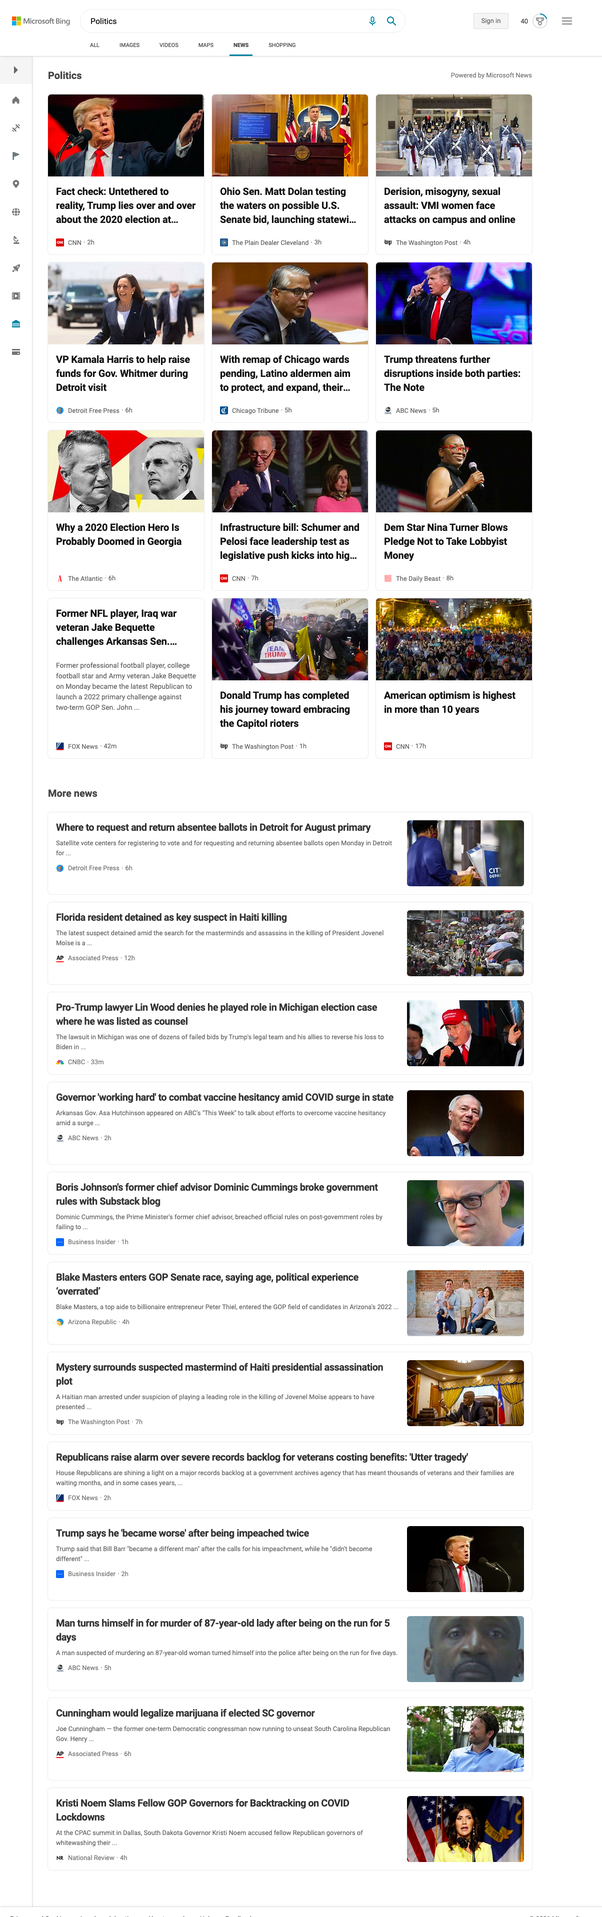 Microsoft Bing
Politics
Sign in
40
ALL
IMAGES
VIDEOS
MAPS
NEWS
SHOPPING
Politics
Powered by Microsoft News
Fact check: Untethered to
reality, Trump lies over and over
about the 2020 election at...
CNN · 2h
Ohio Sen. Matt Dolan testing
the waters on possible U.S.
Senate bid, launching statewi...
The Plain Dealer Cleveland · 3h
Derision, misogyny, sexual
assault: VMI women face
attacks on campus and online
The Washington Post · 4h
VP Kamala Harris to help raise
funds for Gov. Whitmer during
Detroit visit
Detroit Free Press · 6h
With remap of Chicago wards
pending, Latino aldermen aim
to protect, and expand, their...
Chicago Tribune · 5h
Trump threatens further
disruptions inside both parties:
The Note
ABC News · 5h
Why a 2020 Election Hero Is
Probably Doomed in Georgia
The Atlantic · 6h
Infrastructure bill: Schumer and
Pelosi face leadership test as
legislative push kicks into hig...
CNN · 7h
Dem Star Nina Turner Blows
Pledge Not to Take Lobbyist
Money
The Daily Beast · 8h
Former NFL player, Iraq war
veteran Jake Bequette
challenges Arkansas Sen....
Former professional football player, college
football star and Army veteran Jake Bequette
on Monday became the latest Republican to
launch a 2022 primary challenge against
two-term GOP Sen. John ...
FOX News · 42m
TEAM
TRUMP
Donald Trump has completed
his journey toward embracing
the Capitol rioters
The Washington Post · 1h
American optimism is highest
in more than 10 years
CNN · 17h
More news
Where to request and return absentee ballots in Detroit for August primary
Satellite vote centers for registering to vote and for requesting and returning absentee ballots open Monday in Detroit
for ...
Detroit Free Press · 6h
CITY
Florida resident detained as key suspect in Haiti killing
The latest suspect detained amid the search for the masterminds and assassins in the killing of President Jovenel
Moïse is a ...
AP Associated Press · 12h
Pro-Trump lawyer Lin Wood denies he played role in Michigan election case
where he was listed as counsel
The lawsuit in Michigan was one of dozens of failed bids by Trump's legal team and his allies to reverse his loss to
Biden in ...
CNBC · 33m
Governor 'working hard' to combat vaccine hesitancy amid COVID surge in state
Arkansas Gov. Asa Hutchinson appeared on ABC's "This Week" to talk about efforts to overcome vaccine hesitancy
amid a surge ...
ABC News · 2h
Boris Johnson's former chief advisor Dominic Cummings broke government
rules with Substack blog
Dominic Cummings, the Prime Minister's former chief advisor, breached official rules on post-government roles by
failing to ...
Business Insider · 1h
Blake Masters enters GOP Senate race, saying age, political experience
'overrated'
Blake Masters, a top aide to billionaire entrepreneur Peter Thiel, entered the GOP field of candidates in Arizona's 2022 ...
Arizona Republic · 4h
Mystery surrounds suspected mastermind of Haiti presidential assassination
plot
A Haitian man arrested under suspicion of playing a leading role in the killing of Jovenel Moïse appears to have
presented ...
The Washington Post · 7h
Republicans raise alarm over severe records backlog for veterans costing benefits: 'Utter tragedy'
House Republicans are shining a light on a major records backlog at a government archives agency that has meant thousands of veterans and their families are
waiting months, and in some cases years, ...
FOX News · 2h
Trump says he 'became worse' after being impeached twice
Trump said that Bill Barr "became a different man" after the calls for his impeachment, while he "didn't become
different" ...
Business Insider · 2h
Man turns himself in for murder of 87-year-old lady after being on the run for 5
days
A man suspected of murdering an 87-year-old woman turned himself into the police after being on the run for five days.
ABC News · 5h
Cunningham would legalize marijuana if elected SC governor
Joe Cunningham — the former one-term Democratic congressman now running to unseat South Carolina Republican
Gov. Henry ...
AP Associated Press · 6h
Kristi Noem Slams Fellow GOP Governors for Backtracking on COVID
Lockdowns
At the CPAC summit in Dallas, South Dakota Governor Kristi Noem accused fellow Republican governors of
whitewashing their ...
NR National Review · 4h